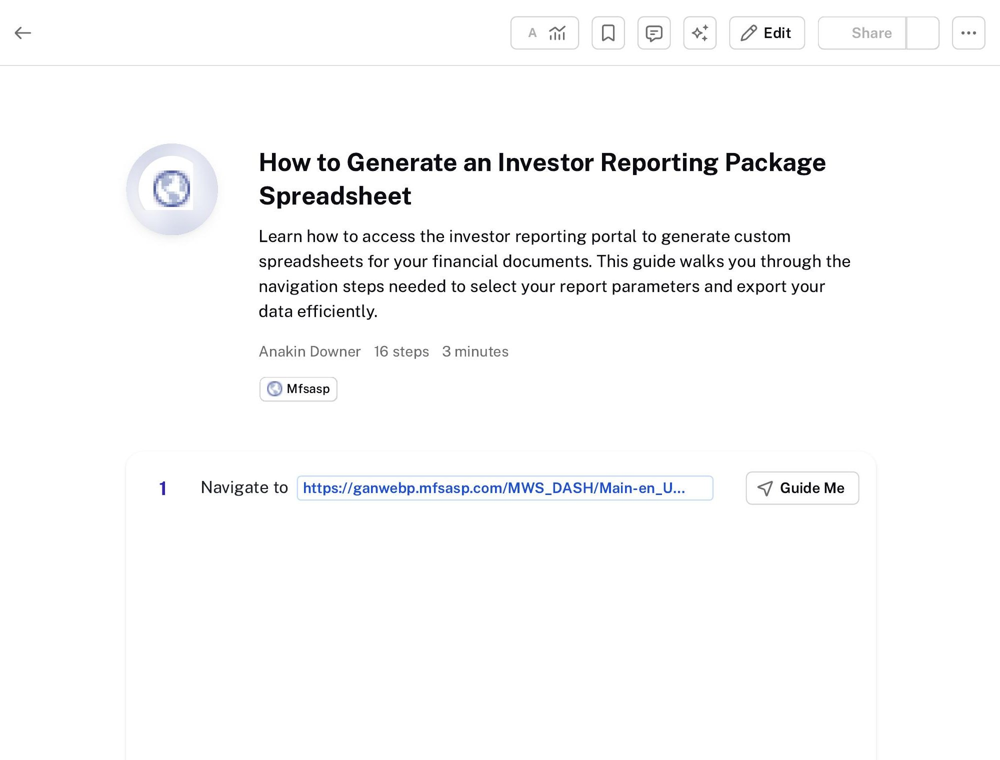 A
Edit
Share
How to Generate an Investor Reporting Package
Spreadsheet
Learn how to access the investor reporting portal to generate custom
spreadsheets for your financial documents. This guide walks you through the
navigation steps needed to select your report parameters and export your
data efficiently.
Anakin Downer 16 steps 3 minutes
Mfsasp
1 Navigate to https://ganwebp.mfsasp.com/MWS_DASH/Main-en_U... Guide Me